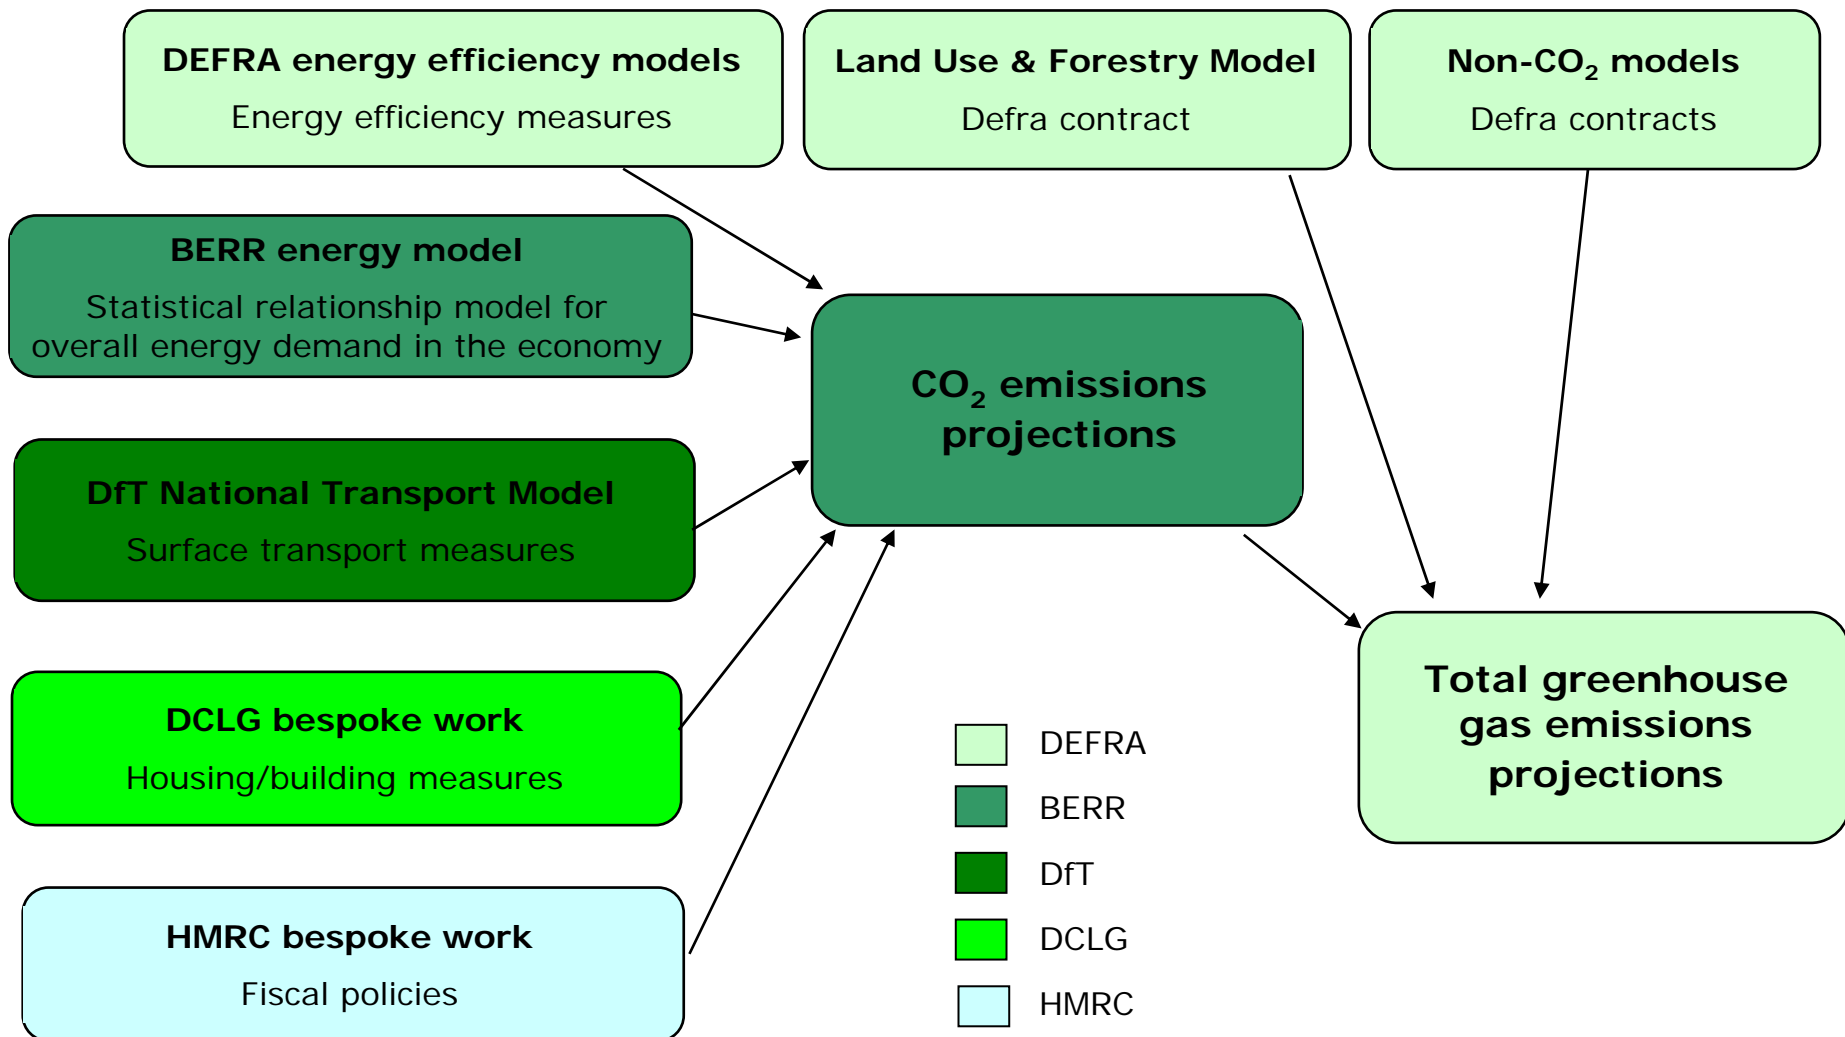 DEFRA energy efficiency models
Energy efficiency measures
Land Use & Forestry Model
Defra contract
Non-CO₂ models
Defra contracts
BERR energy model
Statistical relationship model for
overall energy demand in the economy
CO₂ emissions
projections
DfT National Transport Model
Surface transport measures
DCLG bespoke work
Housing/building measures
HMRC bespoke work
Fiscal policies
Total greenhouse
gas emissions
projections
DEFRA
BERR
DfT
DCLG
HMRC